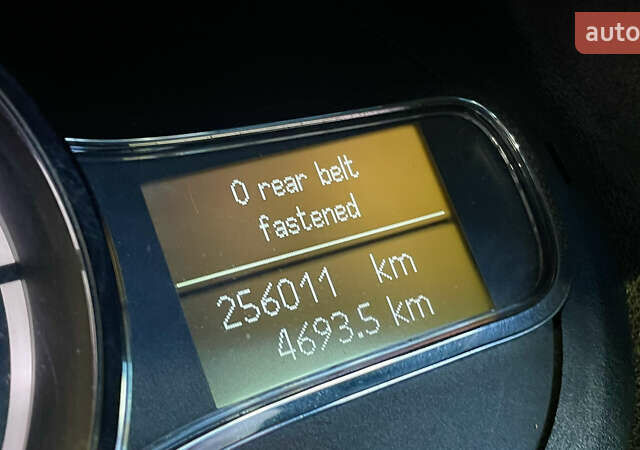 auto
0 rear belt
fastened
256011 km
4693.5 km